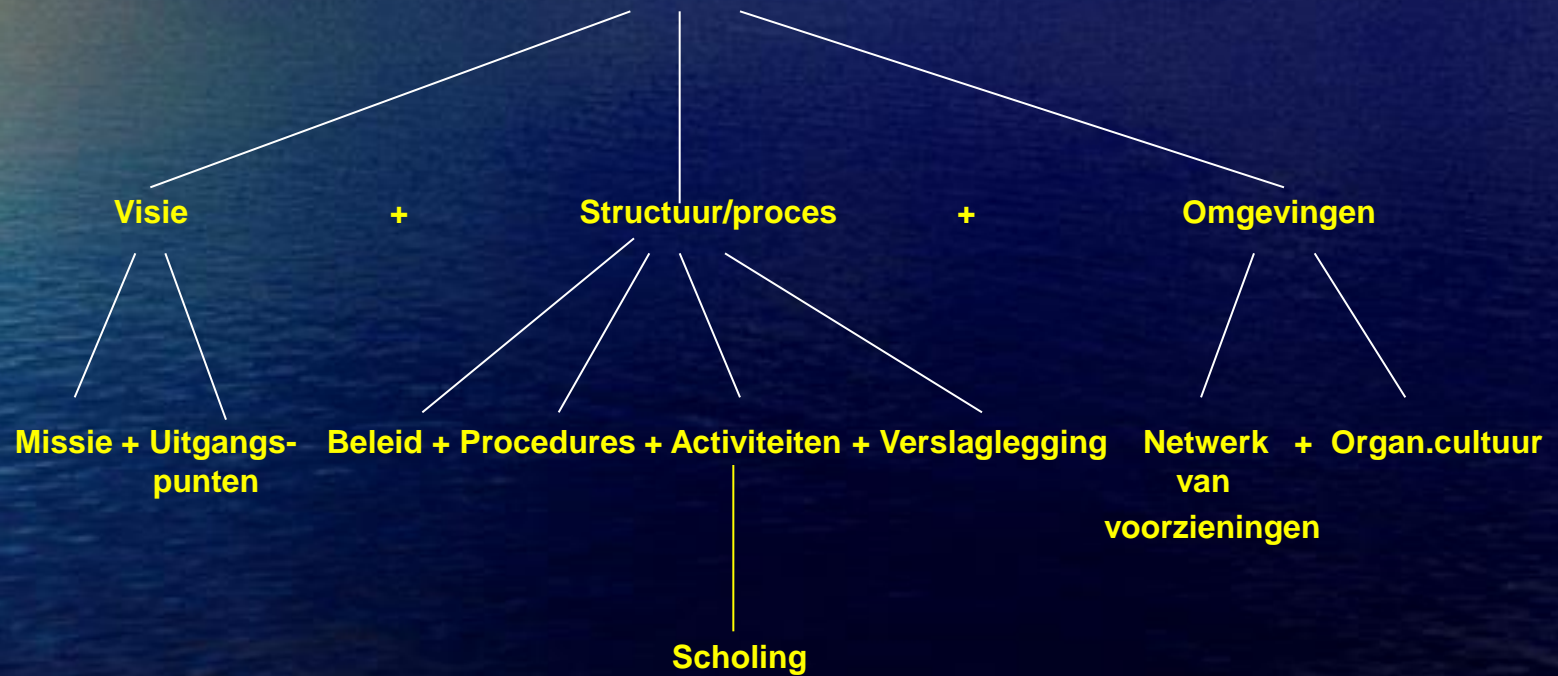 Visie + Structuur/proces + Omgevingen
Missie + Uitgangs- Beleid + Procedures + Activiteiten + Verslaglegging Netwerk + Organ.cultuur
punten van
voorzieningen
Scholing